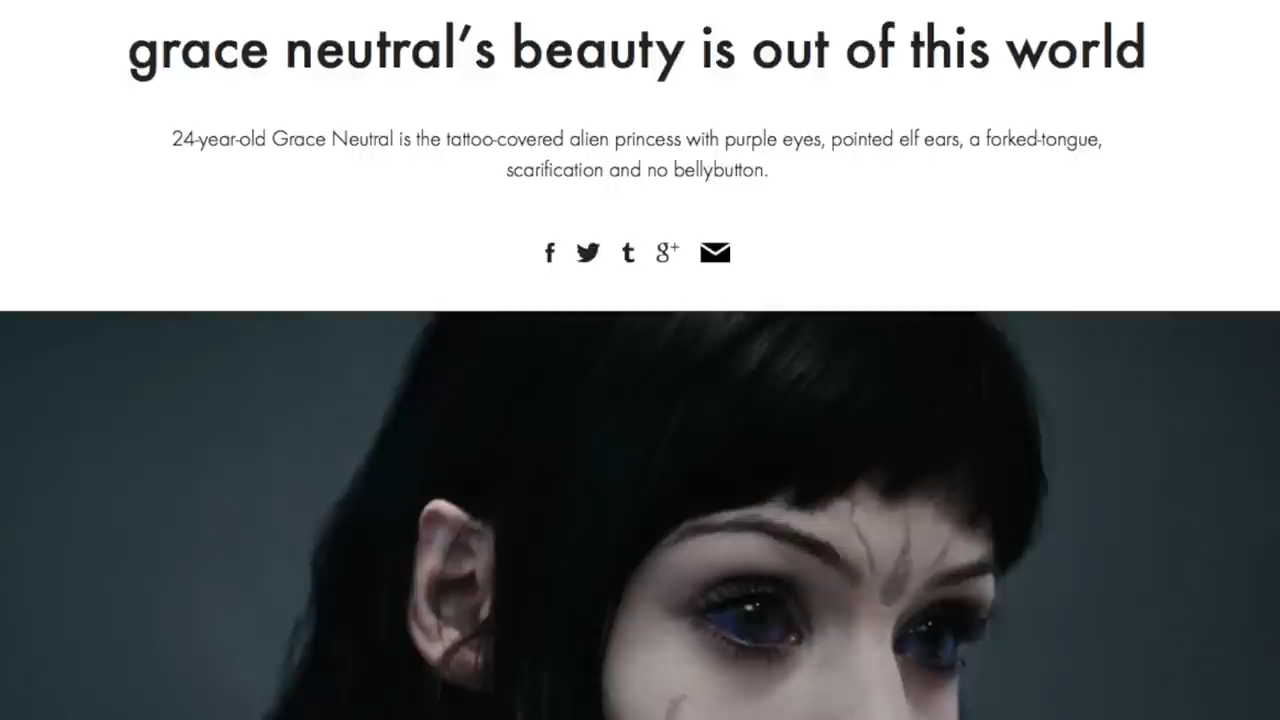 grace neutral’s beauty is out of this world
24-year-old Grace Neutral is the tattoo-covered alien princess with purple eyes, pointed elf ears, a forked-tongue,
scarification and no bellybutton.
f t g+